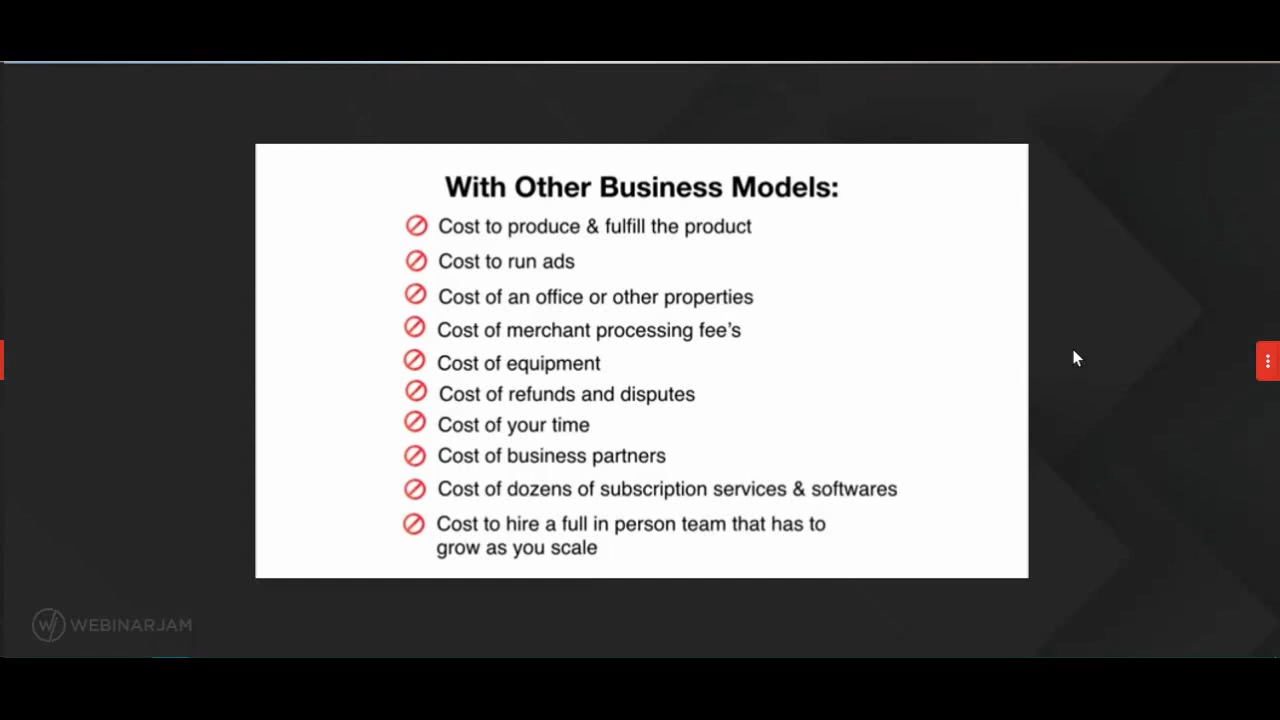 With Other Business Models:
Cost to produce & fulfill the product
Cost to run ads
Cost of an office or other properties
Cost of merchant processing fee's
Cost of equipment
Cost of refunds and disputes
Cost of your time
Cost of business partners
Cost of dozens of subscription services & softwares
Cost to hire a full in person team that has to
grow as you scale
WEBINARJAM